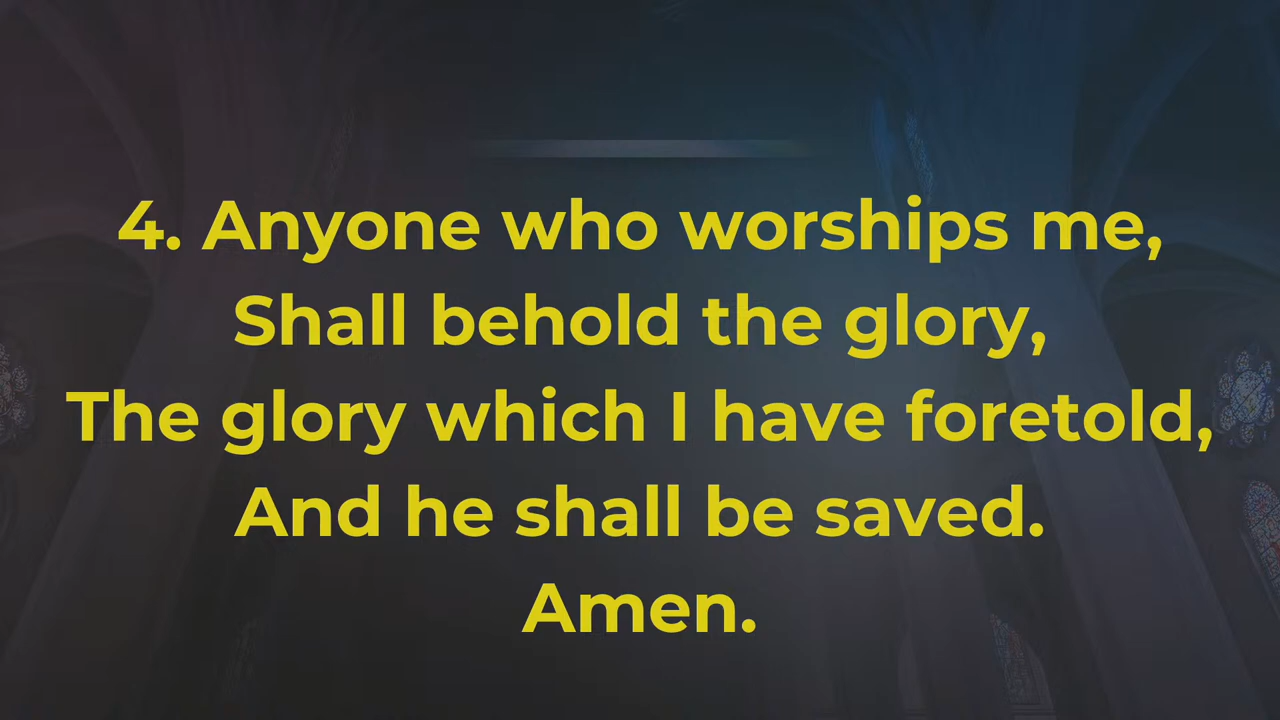 4. Anyone who worships me,
Shall behold the glory,
The glory which I have foretold,
And he shall be saved.
Amen.